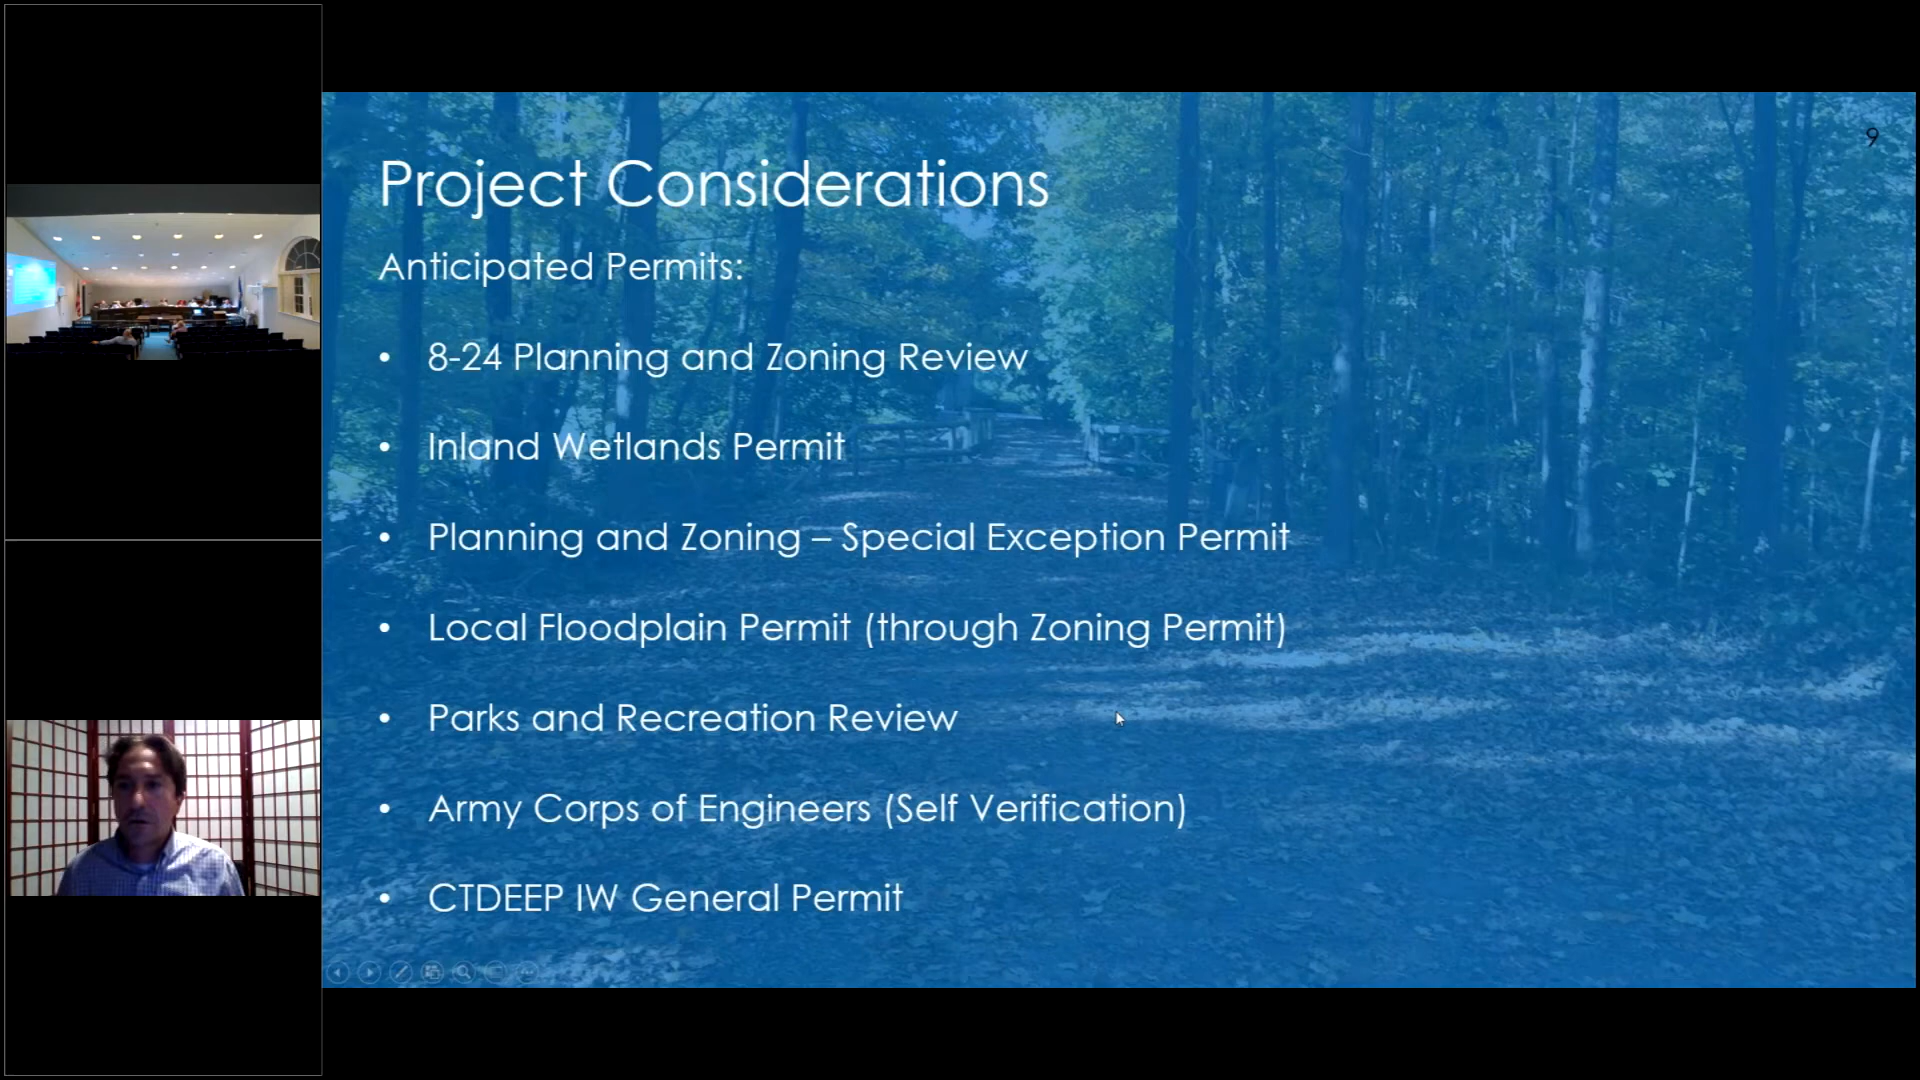 9
Project Considerations
Anticipated Permits:
• 8-24 Planning and Zoning Review
• Inland Wetlands Permit
• Planning and Zoning – Special Exception Permit
• Local Floodplain Permit (through Zoning Permit)
• Parks and Recreation Review
• Army Corps of Engineers (Self Verification)
• CTDEEP IW General Permit